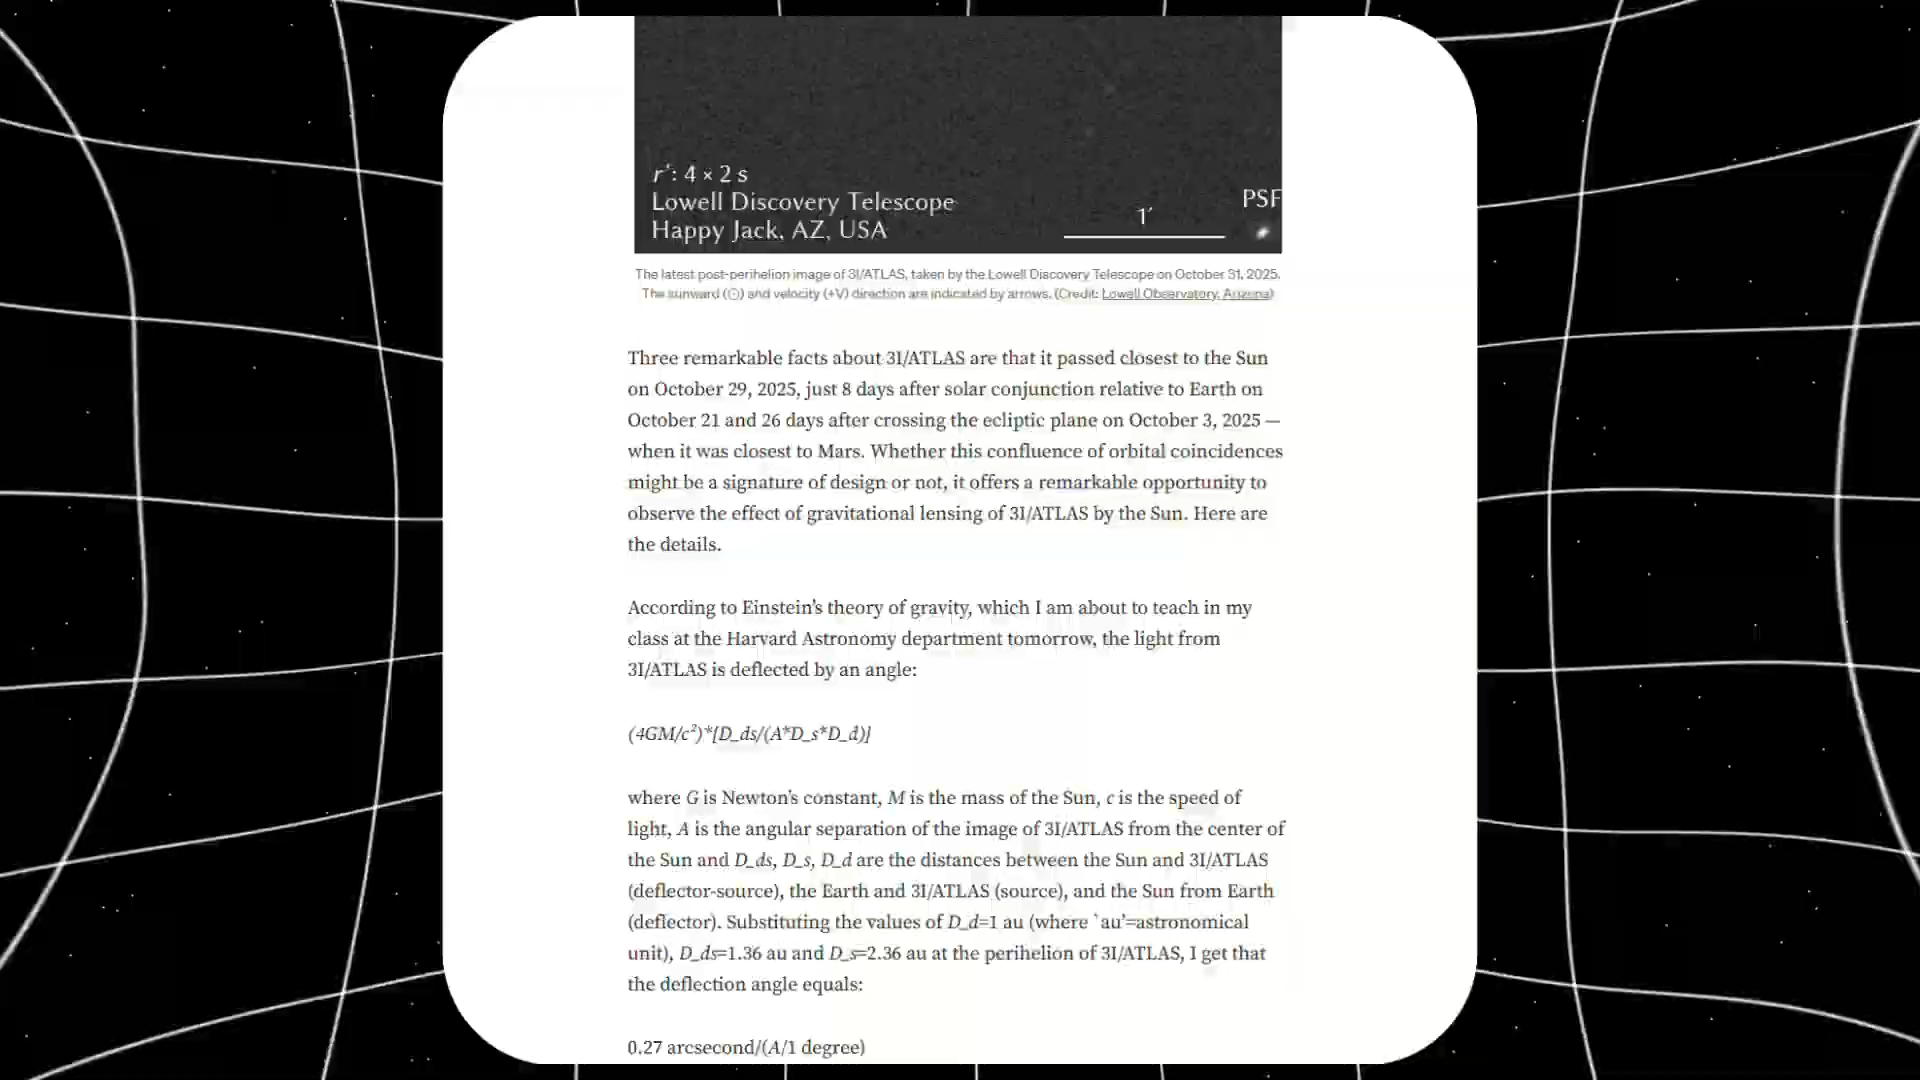 r′: 4 × 2 s
Lowell Discovery Telescope
Happy Jack, AZ, USA
1′
PSF
The latest post-perihelion image of 3I/ATLAS, taken by the Lowell Discovery Telescope on October 31, 2025.
The sunward (☉) and velocity (+V) direction are indicated by arrows. (Credit: Lowell Observatory, Arizona)
Three remarkable facts about 3I/ATLAS are that it passed closest to the Sun
on October 29, 2025, just 8 days after solar conjunction relative to Earth on
October 21 and 26 days after crossing the ecliptic plane on October 3, 2025 —
when it was closest to Mars. Whether this confluence of orbital coincidences
might be a signature of design or not, it offers a remarkable opportunity to
observe the effect of gravitational lensing of 3I/ATLAS by the Sun. Here are
the details.
According to Einstein’s theory of gravity, which I am about to teach in my
class at the Harvard Astronomy department tomorrow, the light from
3I/ATLAS is deflected by an angle:
(4GM/c²)*[D_ds/(A*D_s*D_d)]
where G is Newton’s constant, M is the mass of the Sun, c is the speed of
light, A is the angular separation of the image of 3I/ATLAS from the center of
the Sun and D_ds, D_s, D_d are the distances between the Sun and 3I/ATLAS
(deflector-source), the Earth and 3I/ATLAS (source), and the Sun from Earth
(deflector). Substituting the values of D_d=1 au (where `au’=astronomical
unit), D_ds=1.36 au and D_s=2.36 au at the perihelion of 3I/ATLAS, I get that
the deflection angle equals:
0.27 arcsecond/(A/1 degree)